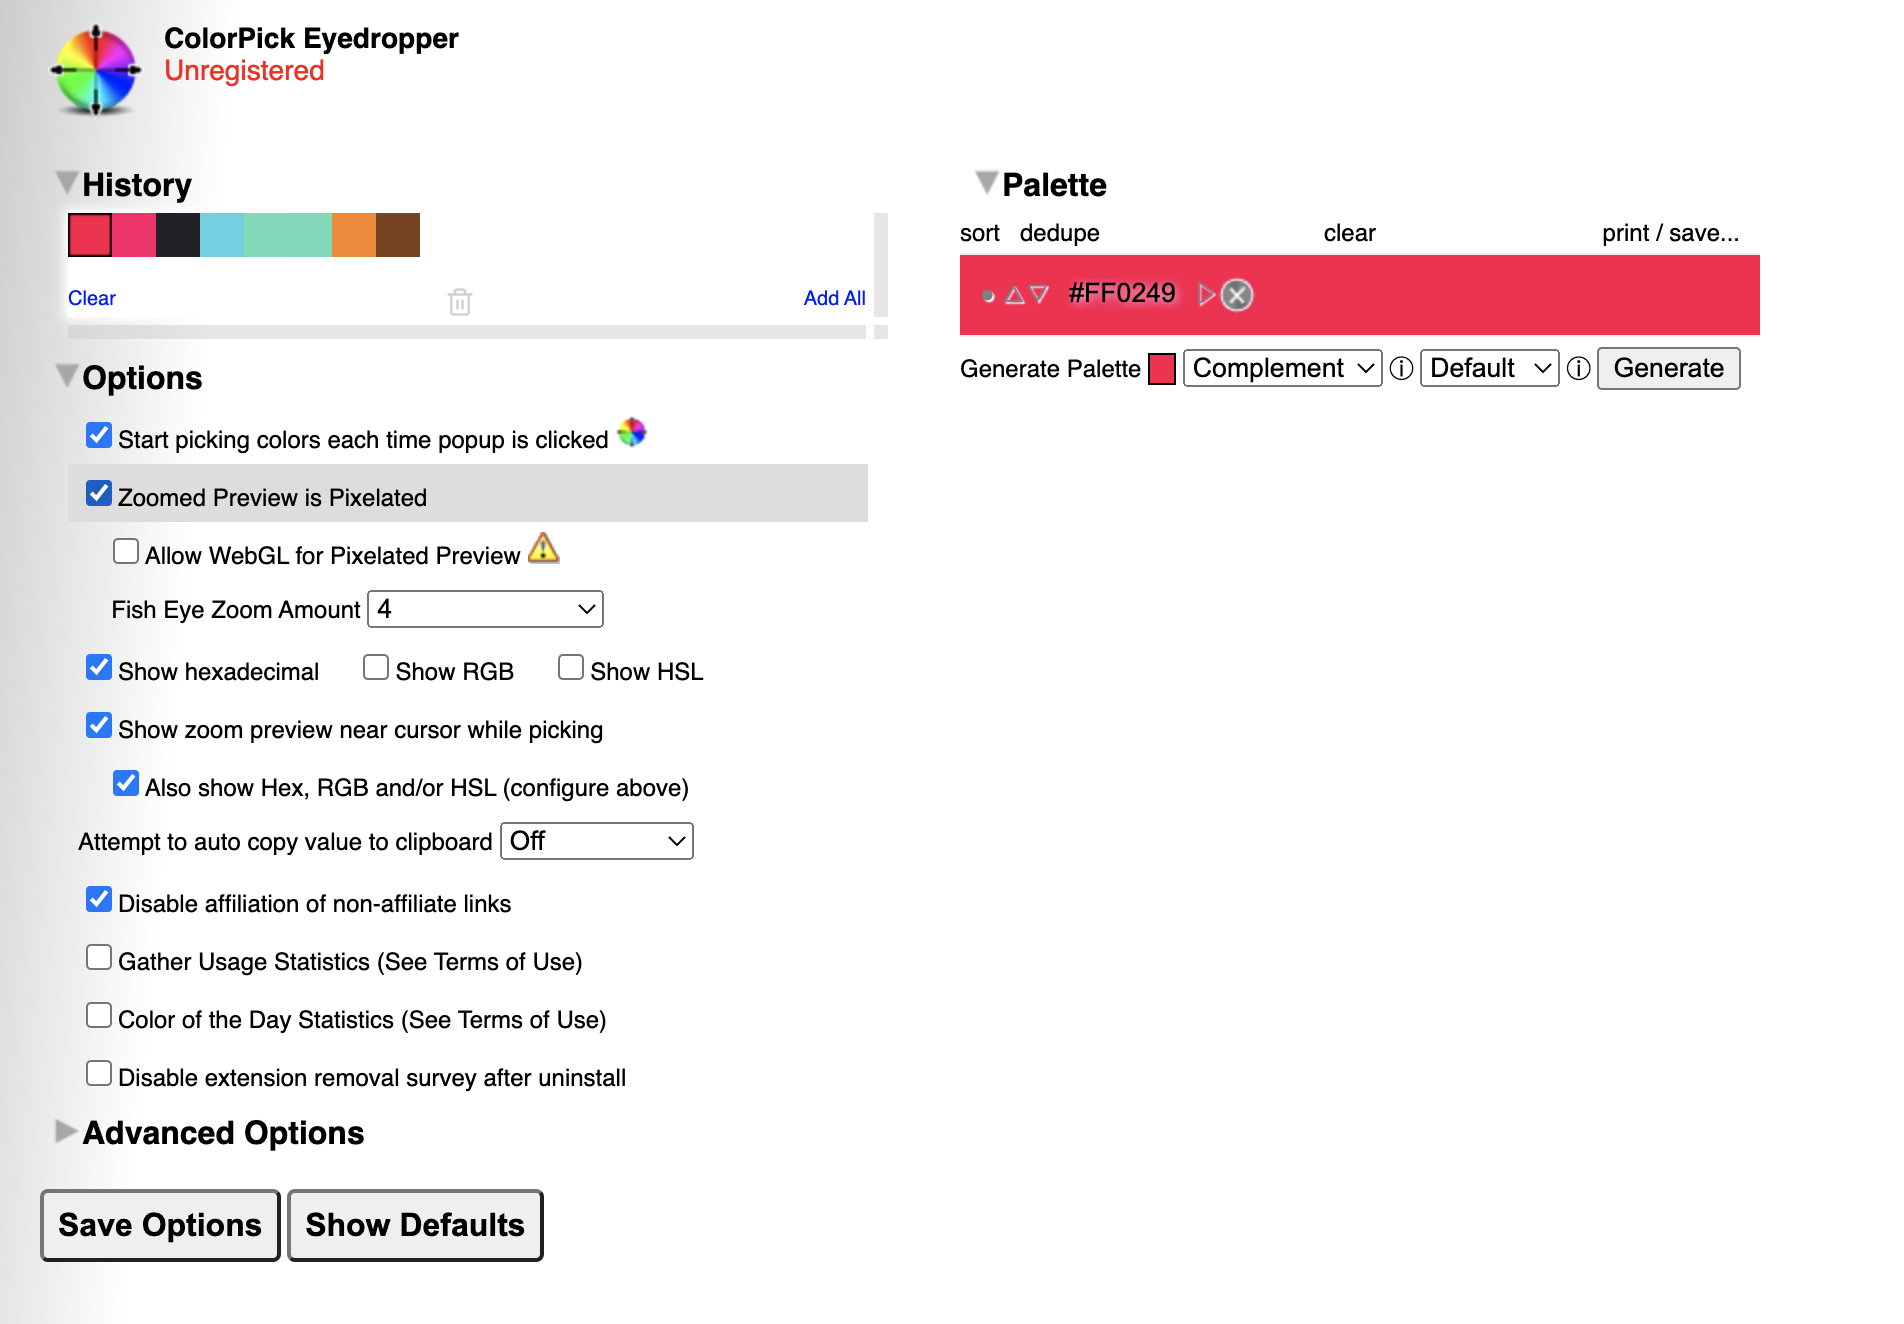 ColorPick Eyedropper
Unregistered
History
Clear
Add All
Options
Start picking colors each time popup is clicked
Zoomed Preview is Pixelated
Allow WebGL for Pixelated Preview
Fish Eye Zoom Amount 4
Show hexadecimal Show RGB Show HSL
Show zoom preview near cursor while picking
Also show Hex, RGB and/or HSL (configure above)
Attempt to auto copy value to clipboard Off
Disable affiliation of non-affiliate links
Gather Usage Statistics (See Terms of Use)
Color of the Day Statistics (See Terms of Use)
Disable extension removal survey after uninstall
Advanced Options
Save Options Show Defaults
Palette
sort dedupe clear print / save...
#FF0249
Generate Palette Complement Default Generate